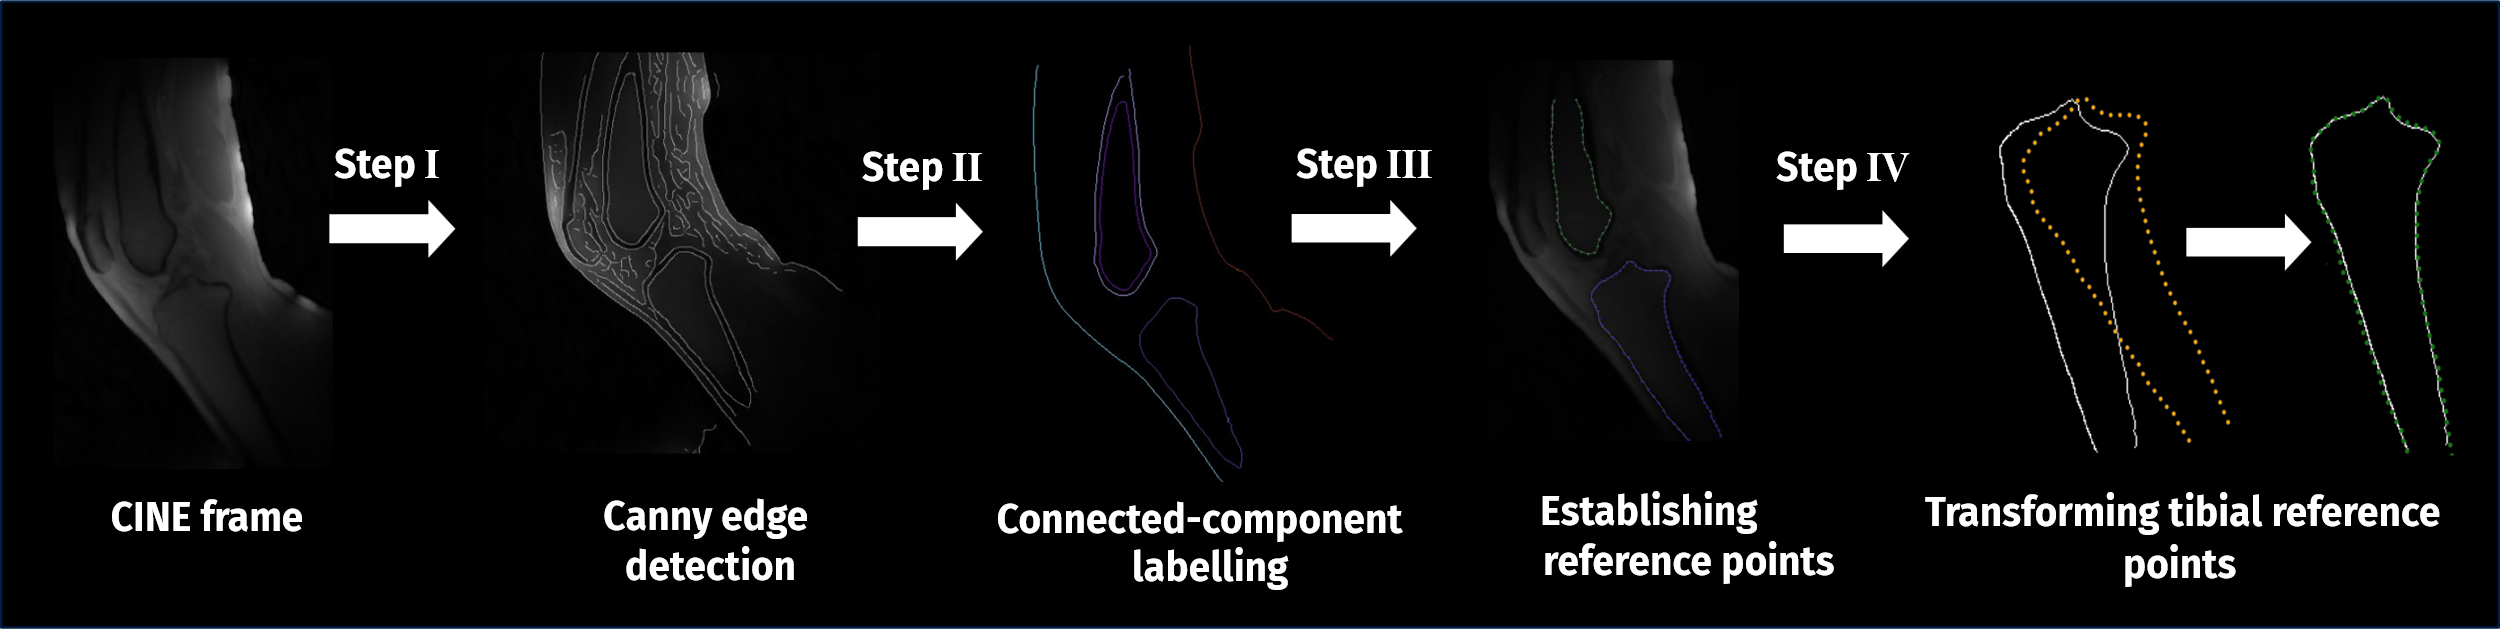 Step I
Step II
Step III
Step IV
CINE frame
Canny edge
detection
Connected-component
labelling
Establishing
reference points
Transforming tibial reference
points